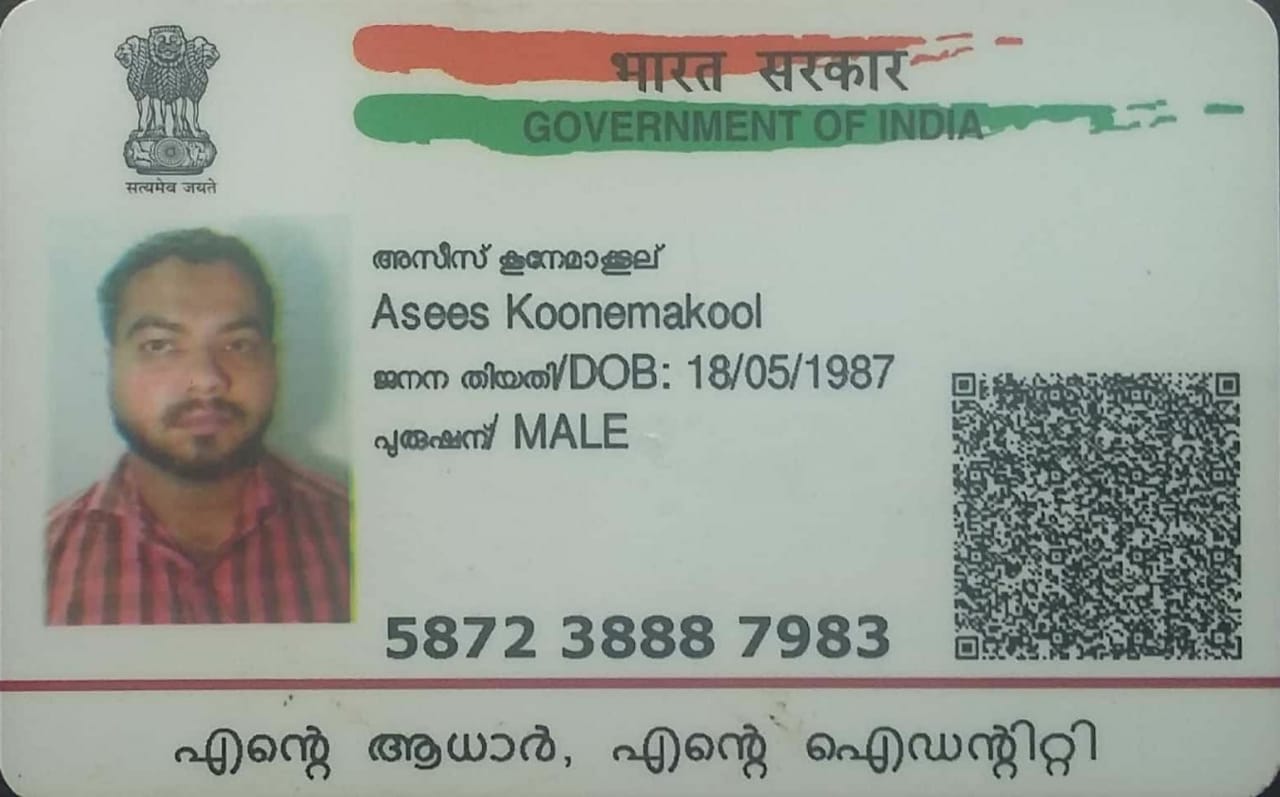 भारत सरकार
GOVERNMENT OF INDIA
सत्यमेव जयते
അസീസ് കൂനേമാക്കൂല്
Asees Koonemakool
ജനന തിയതി/DOB: 18/05/1987
പുരുഷന്/ MALE
5872 3888 7983
എന്റെ ആധാർ, എന്റെ ഐഡന്റിറ്റി